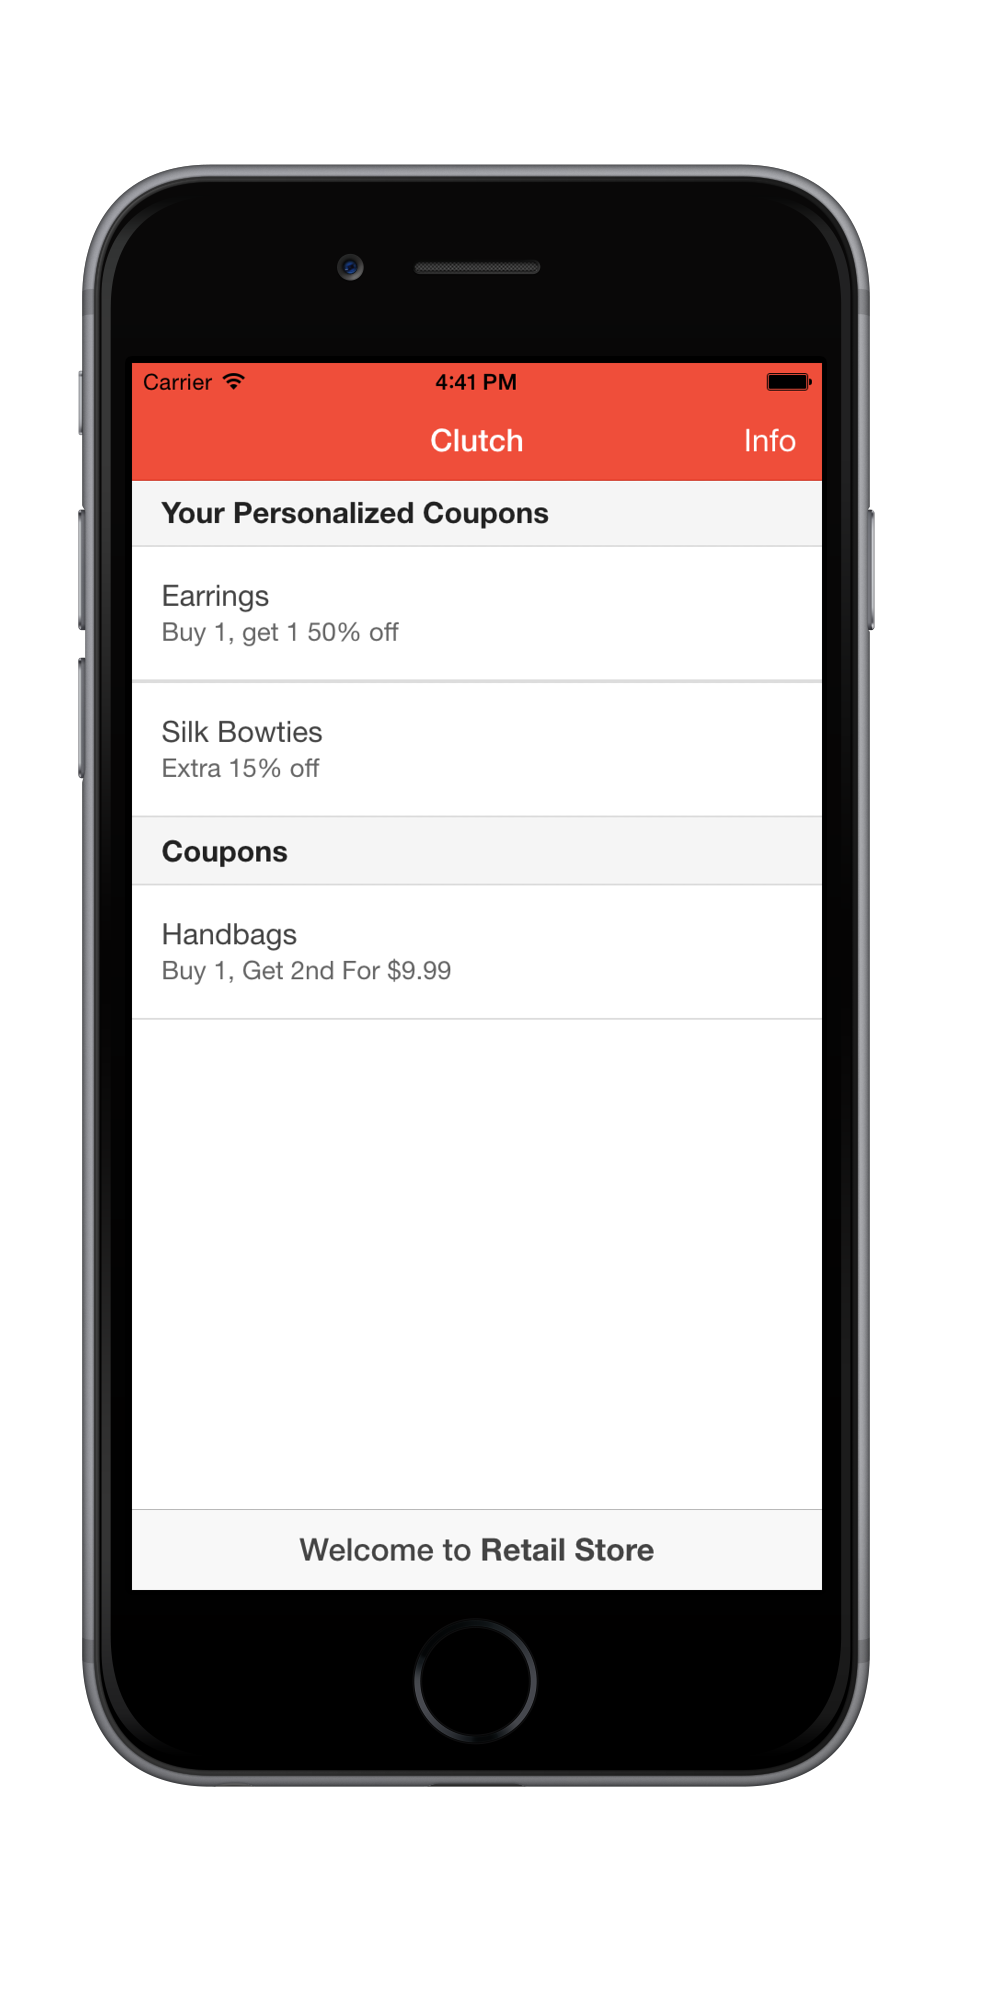 Carrier 4:41 PM
Clutch Info
Your Personalized Coupons
Earrings
Buy 1, get 1 50% off
Silk Bowties
Extra 15% off
Coupons
Handbags
Buy 1, Get 2nd For $9.99
Welcome to Retail Store